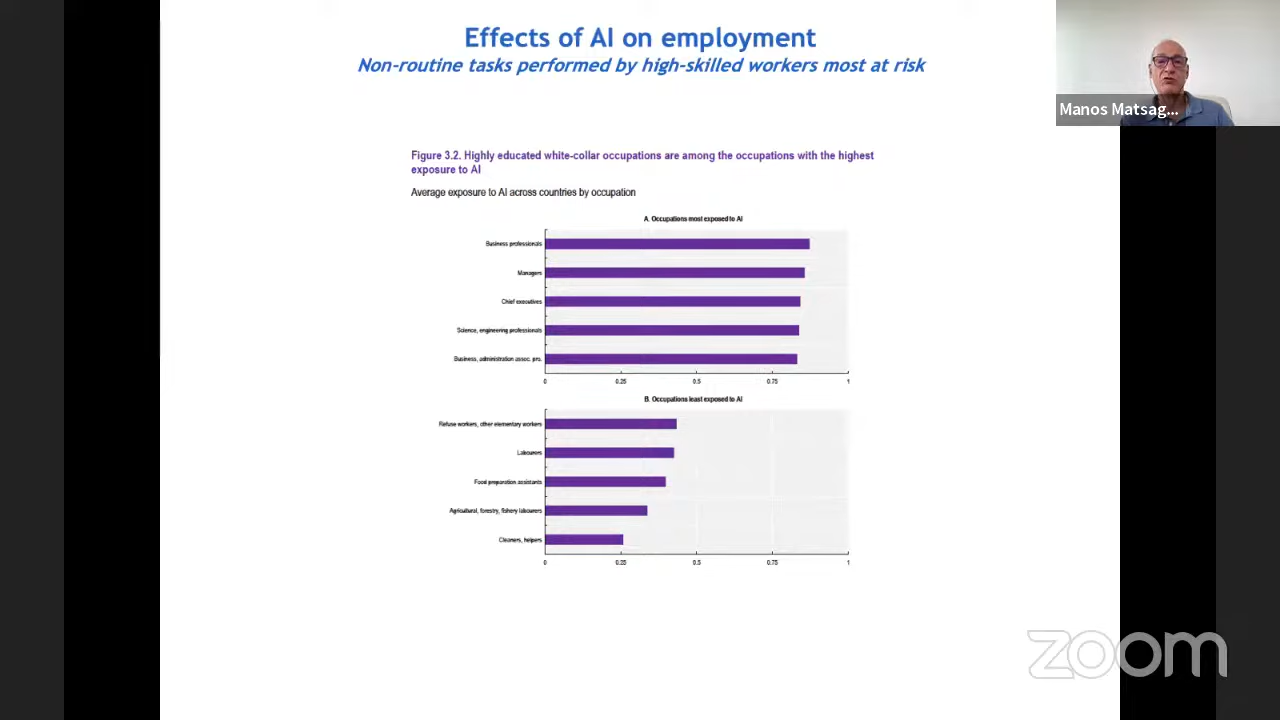 Effects of AI on employment
Non-routine tasks performed by high-skilled workers most at risk
Manos Matsag...
Figure 3.2. Highly educated white-collar occupations are among the occupations with the highest
exposure to AI
Average exposure to AI across countries by occupation
A. Occupations most exposed to AI
Business professionals
Managers
Chief executives
Science, engineering professionals
Business, administration assoc. pro.
0 0.25 0.5 0.75 1
B. Occupations least exposed to AI
Refuse workers, other elementary workers
Labourers
Food preparation assistants
Agricultural, forestry, fishery labourers
Cleaners, helpers
0 0.25 0.5 0.75 1
zoom